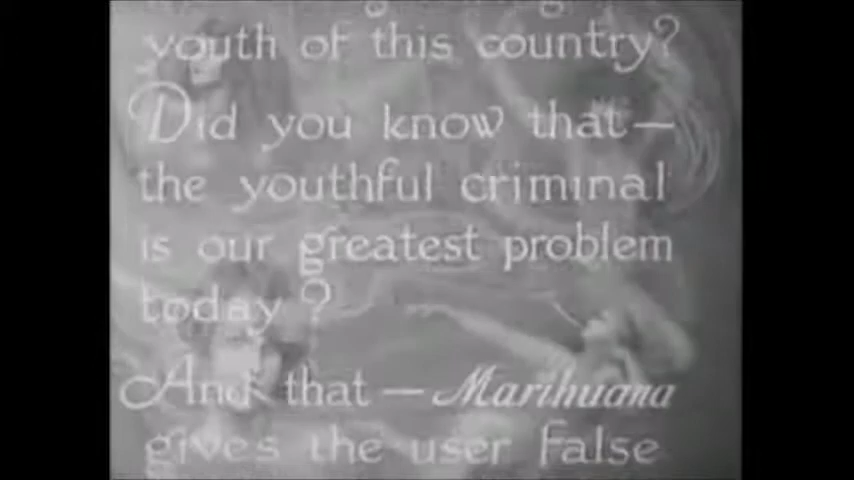 youth of this country?
Did you know that—
the youthful criminal
is our greatest problem
today?
And that — Marihuana
gives the user false